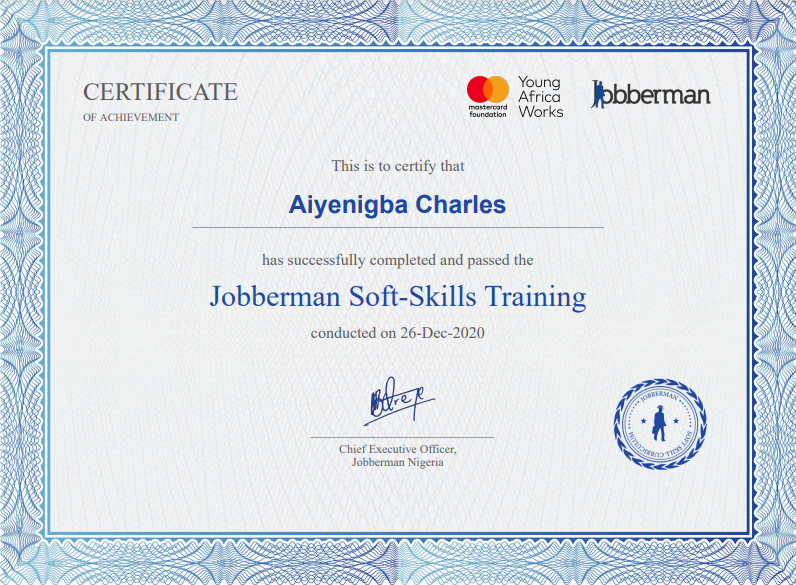 CERTIFICATE
OF ACHIEVEMENT
mastercard
foundation
Young
Africa
Works
Jobberman
This is to certify that
Aiyenigba Charles
has successfully completed and passed the
Jobberman Soft-Skills Training
conducted on 26-Dec-2020
Chief Executive Officer,
Jobberman Nigeria
JOBBERMAN
SOFT SKILL CURRICULUM